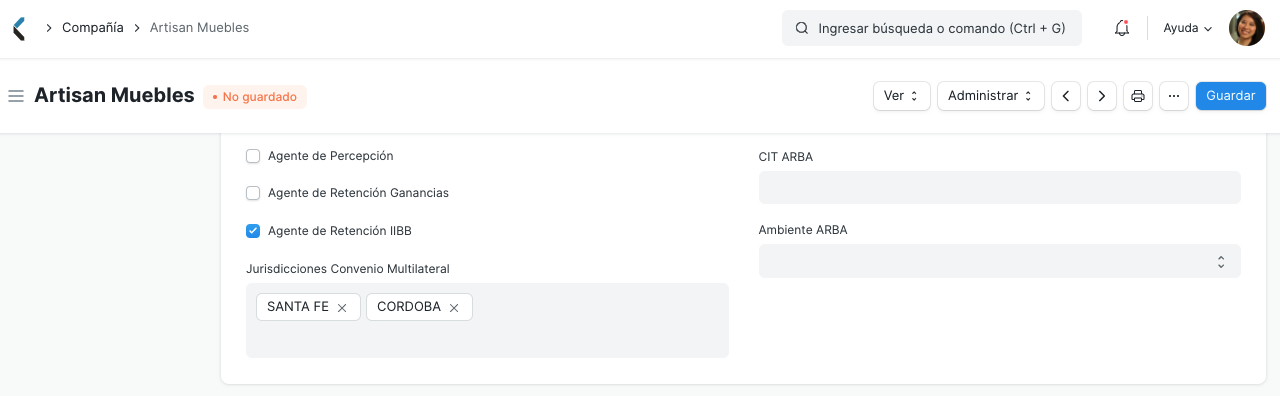 Compañía
Artisan Muebles
Ingresar búsqueda o comando (Ctrl + G)
Ayuda
Artisan Muebles
• No guardado
Ver
Administrar
Guardar
Agente de Percepción
Agente de Retención Ganancias
Agente de Retención IIBB
Jurisdicciones Convenio Multilateral
SANTA FE
CORDOBA
CIT ARBA
Ambiente ARBA